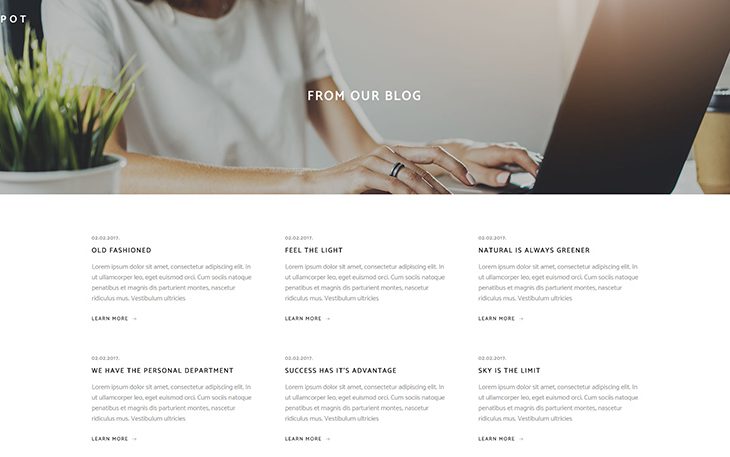 POT
FROM OUR BLOG
02.02.2017.
OLD FASHIONED
Lorem ipsum dolor sit amet, consectetur adipiscing elit. In
ut ullamcorper leo, eget euismod orci. Cum sociis natoque
penatibus et magnis dis parturient montes, nascetur
ridiculus mus. Vestibulum ultricies
LEARN MORE →
02.02.2017.
FEEL THE LIGHT
Lorem ipsum dolor sit amet, consectetur adipiscing elit. In
ut ullamcorper leo, eget euismod orci. Cum sociis natoque
penatibus et magnis dis parturient montes, nascetur
ridiculus mus. Vestibulum ultricies
LEARN MORE →
02.02.2017.
NATURAL IS ALWAYS GREENER
Lorem ipsum dolor sit amet, consectetur adipiscing elit. In
ut ullamcorper leo, eget euismod orci. Cum sociis natoque
penatibus et magnis dis parturient montes, nascetur
ridiculus mus. Vestibulum ultricies
LEARN MORE →
02.02.2017.
WE HAVE THE PERSONAL DEPARTMENT
Lorem ipsum dolor sit amet, consectetur adipiscing elit. In
ut ullamcorper leo, eget euismod orci. Cum sociis natoque
penatibus et magnis dis parturient montes, nascetur
ridiculus mus. Vestibulum ultricies
LEARN MORE →
02.02.2017.
SUCCESS HAS IT'S ADVANTAGE
Lorem ipsum dolor sit amet, consectetur adipiscing elit. In
ut ullamcorper leo, eget euismod orci. Cum sociis natoque
penatibus et magnis dis parturient montes, nascetur
ridiculus mus. Vestibulum ultricies
LEARN MORE →
02.02.2017.
SKY IS THE LIMIT
Lorem ipsum dolor sit amet, consectetur adipiscing elit. In
ut ullamcorper leo, eget euismod orci. Cum sociis natoque
penatibus et magnis dis parturient montes, nascetur
ridiculus mus. Vestibulum ultricies
LEARN MORE →